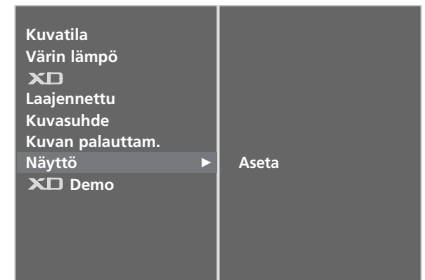 Kuvatila
Värin lämpö
XD
Laajennettu
Kuvasuhde
Kuvan palauttam.
Näyttö ► Aseta
XD Demo